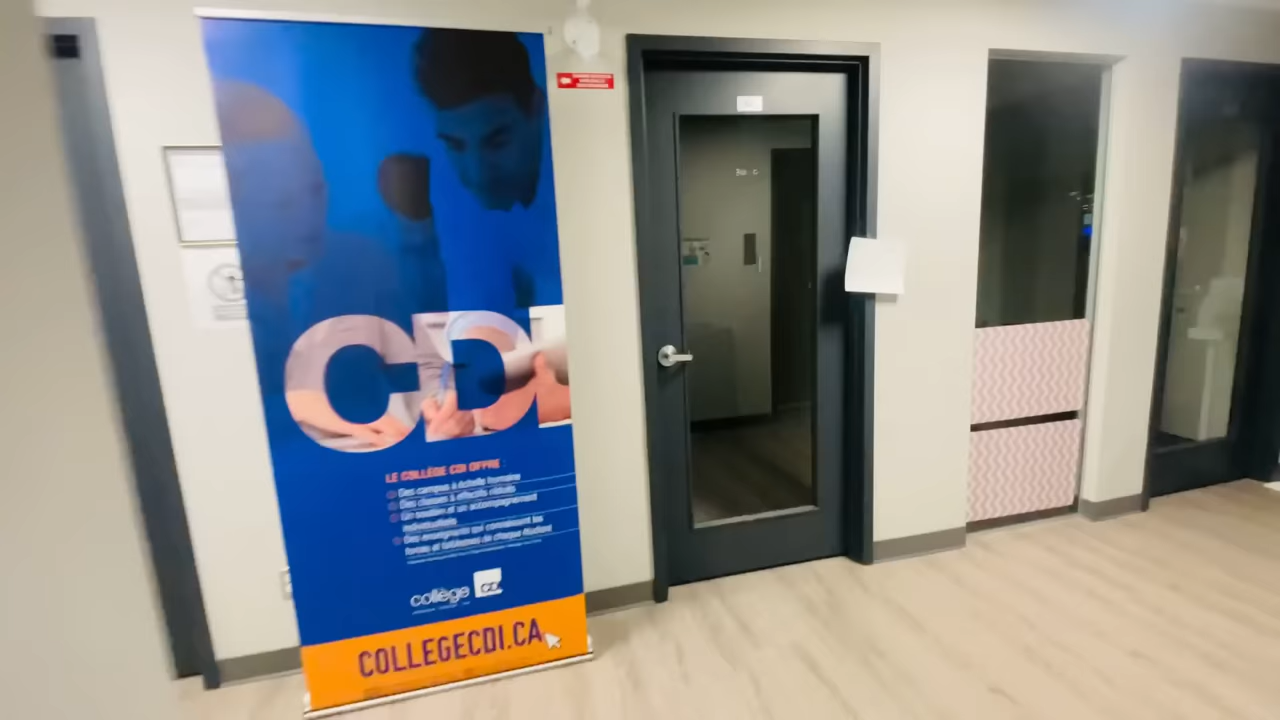 CDI
LE COLLÈGE CDI OFFRE :
Des campus à échelle humaine
Des classes à effectifs réduits
Un soutien et un accompagnement
individualisés
Des enseignants qui connaissent les
forces et faiblesses de chaque étudiant
collège CDI
COLLEGECDI.CA